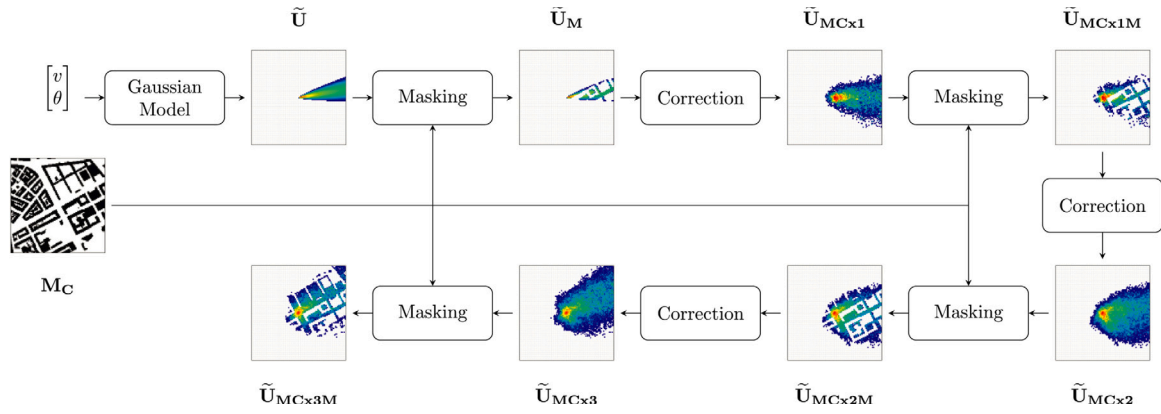 Ũ
Ũ_M
Ũ_MCx1
Ũ_MCx1M
[v
θ]
Gaussian
Model
Masking
Correction
Masking
Correction
M_C
Masking
Correction
Masking
Ũ_MCx3M
Ũ_MCx3
Ũ_MCx2M
Ũ_MCx2